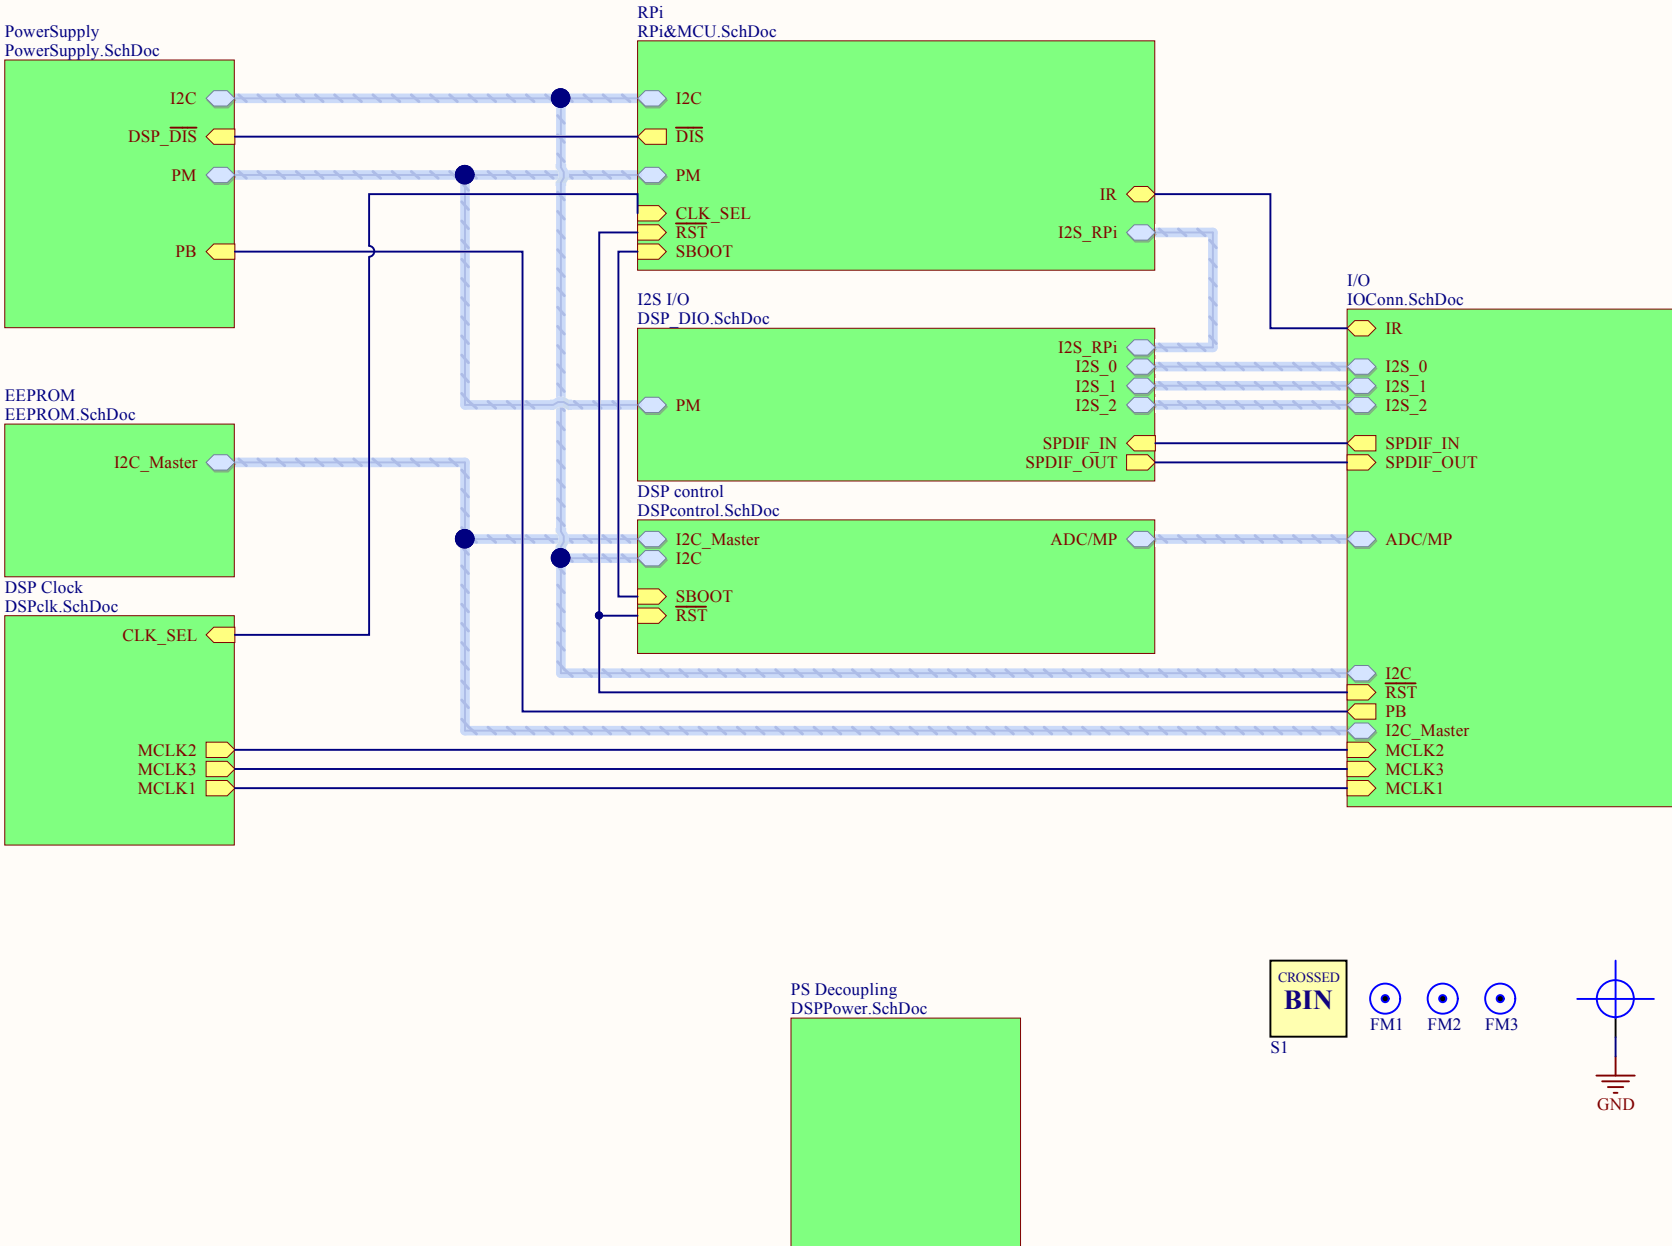 PowerSupply
PowerSupply.SchDoc
I2C
DSP_DIS
PM
PB
RPi
RPi&MCU.SchDoc
I2C
DIS
PM
CLK_SEL
RST
SBOOT
IR
I2S_RPi
I2S I/O
DSP_DIO.SchDoc
PM
I2S_RPi
I2S_0
I2S_1
I2S_2
SPDIF_IN
SPDIF_OUT
I/O
IOConn.SchDoc
IR
I2S_0
I2S_1
I2S_2
SPDIF_IN
SPDIF_OUT
ADC/MP
I2C
RST
PB
I2C_Master
MCLK2
MCLK3
MCLK1
EEPROM
EEPROM.SchDoc
I2C_Master
DSP control
DSPcontrol.SchDoc
I2C_Master
I2C
SBOOT
RST
ADC/MP
DSP Clock
DSPclk.SchDoc
CLK_SEL
MCLK2
MCLK3
MCLK1
PS Decoupling
DSPPower.SchDoc
CROSSED
BIN
S1
FM1
FM2
FM3
GND